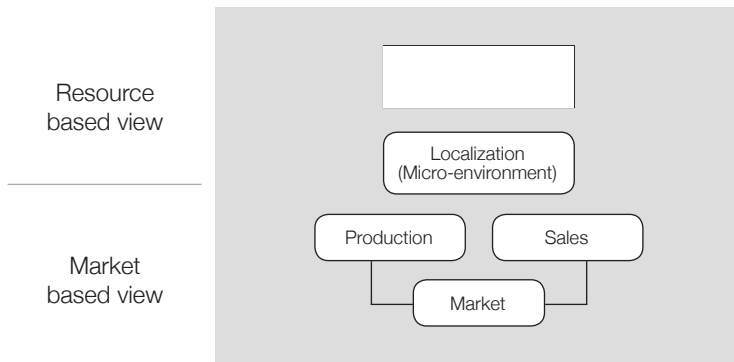 Resource
based view
Localization
(Micro-environment)
Production
Sales
Market
based view
Market